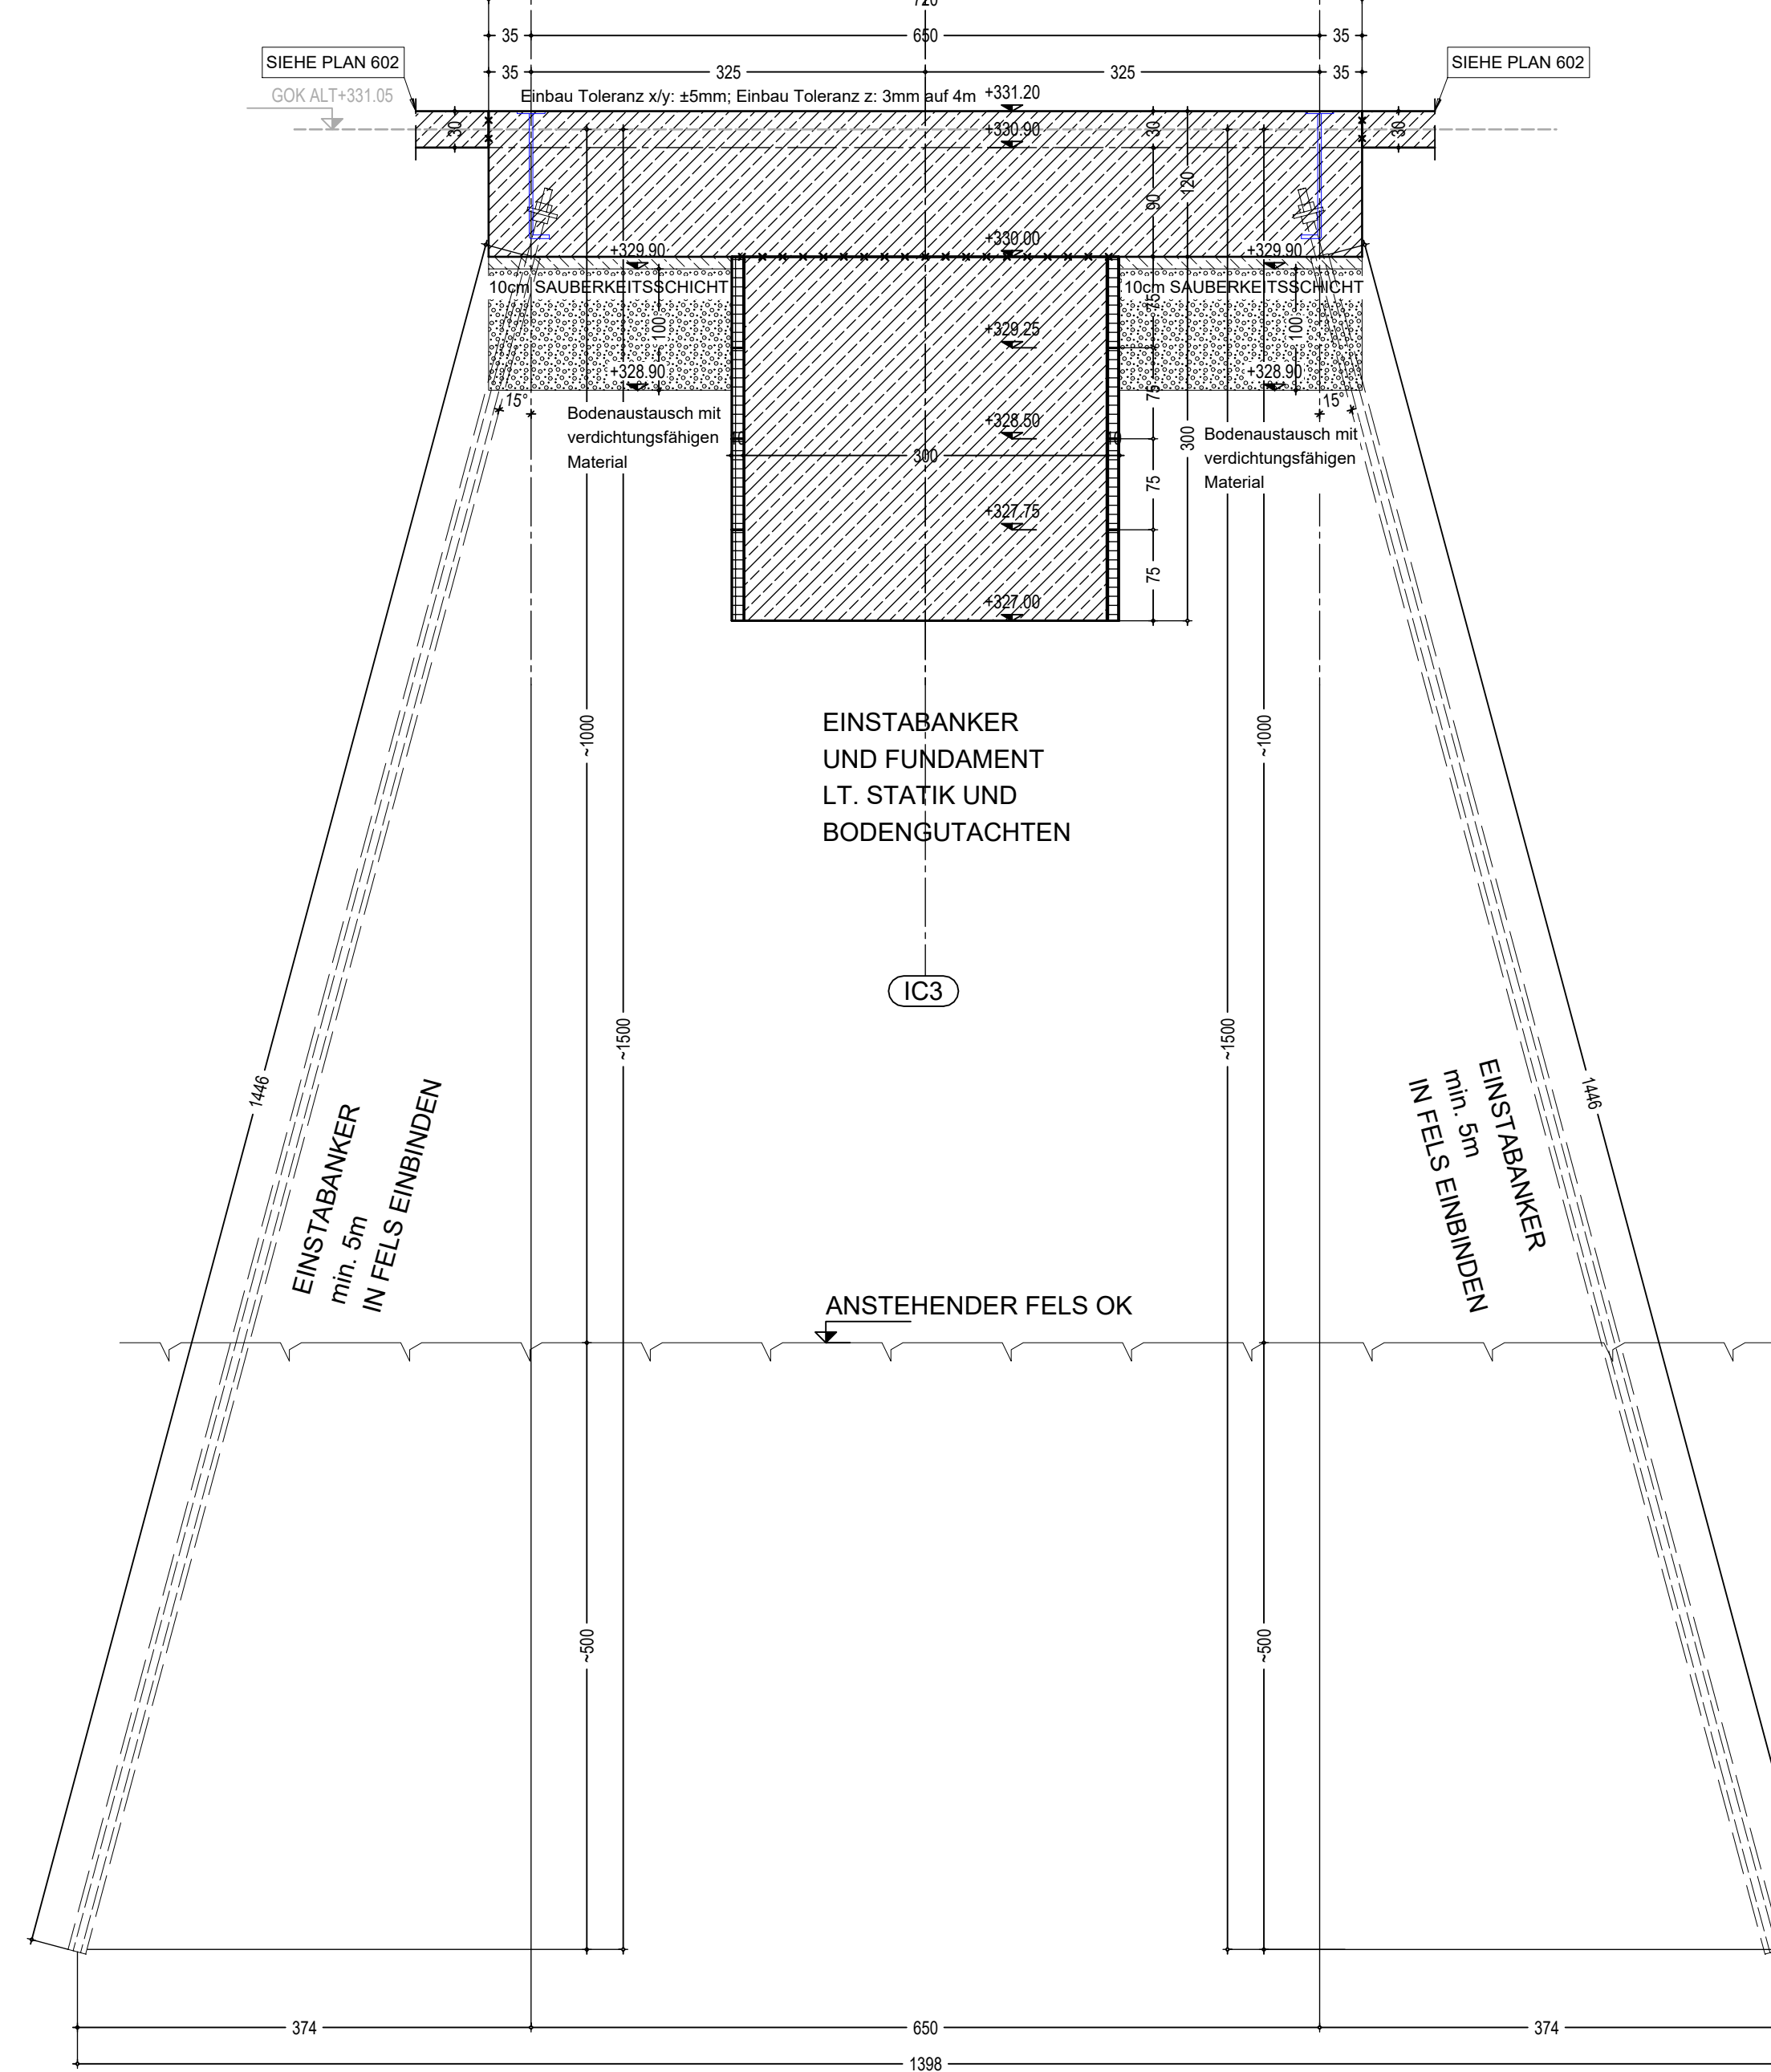 720
35
650
35
SIEHE PLAN 602
SIEHE PLAN 602
35
325
325
35
GOK ALT+331.05
Einbau Toleranz x/y: ±5mm; Einbau Toleranz z: 3mm auf 4m
+331.20
30
+330.90
30
30
120
90
+330.00
+329.90
+329.90
10cm SAUBERKEITSSCHICHT
10cm SAUBERKEITSSCHICHT
75
100
+329.25
100
+328.90
+328.90
75
15°
15°
Bodenaustausch mit
verdichtungsfähigen
Material
+328.50
300
Bodenaustausch mit
verdichtungsfähigen
Material
10
10
300
75
+327.75
75
+327.00
EINSTABANKER
UND FUNDAMENT
LT. STATIK UND
BODENGUTACHTEN
~1000
~1000
IC3
~1500
~1500
1446
1446
EINSTABANKER
min. 5m
IN FELS EINBINDEN
EINSTABANKER
min. 5m
IN FELS EINBINDEN
ANSTEHENDER FELS OK
~500
~500
374
650
374
1398